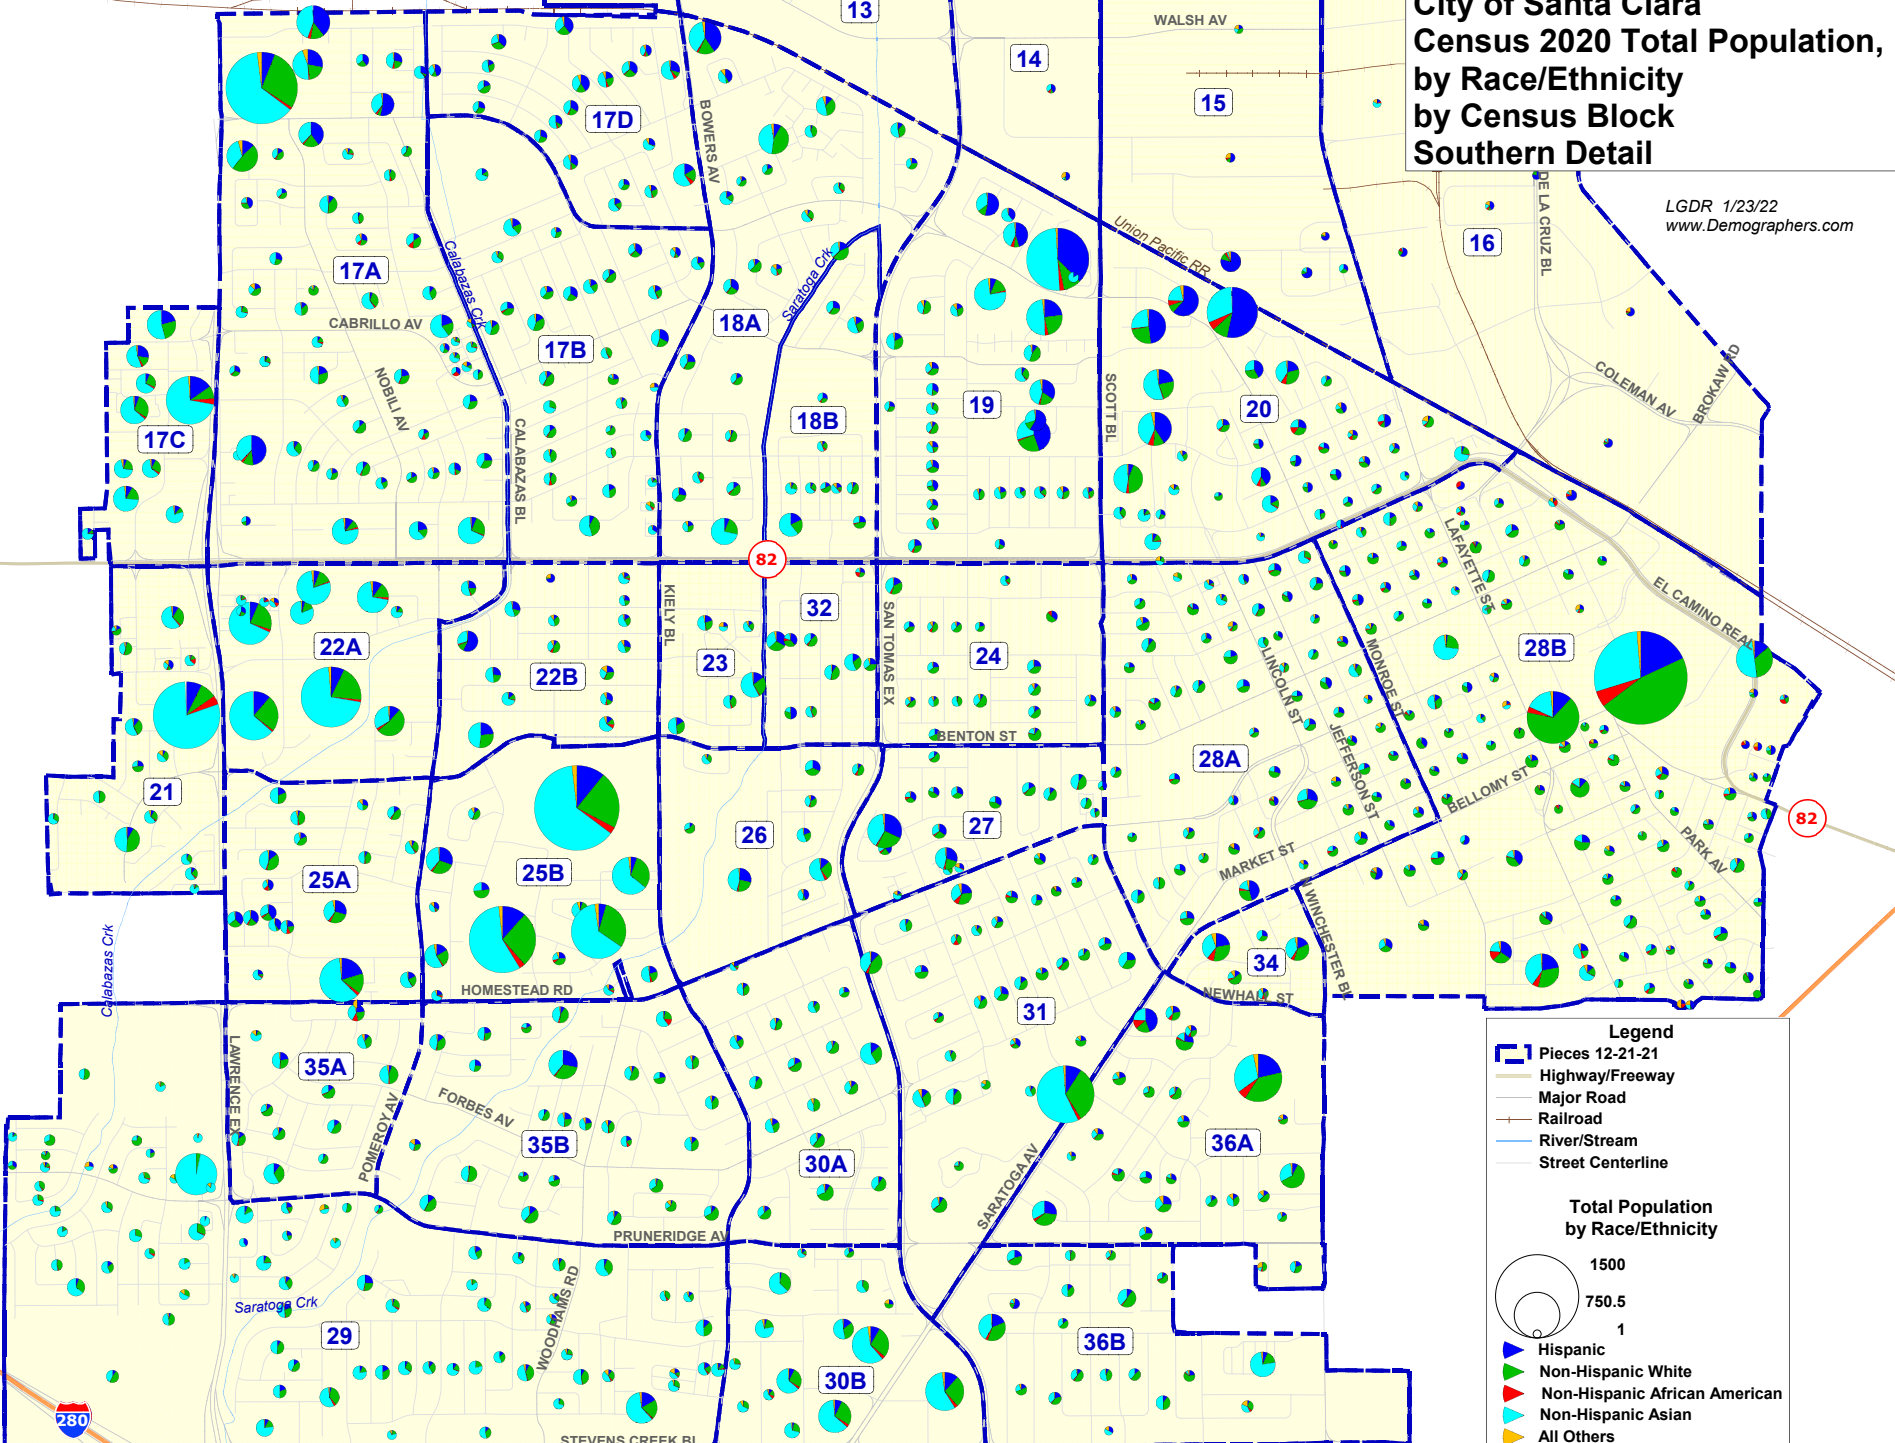 City of Santa Clara
Census 2020 Total Population,
by Race/Ethnicity
by Census Block
Southern Detail
LGDR 1/23/22
www.Demographers.com
13
14
15
16
17D
17A
17B
17C
18A
18B
19
20
22A
22B
23
32
24
28A
28B
21
25A
25B
26
27
31
34
35A
35B
30A
36A
29
30B
36B
WALSH AV
BOWERS AV
Union Pacific RR
DE LA CRUZ BL
Calabazas Crk
Saratoga Crk
CABRILLO AV
NOBILI AV
CALABAZAS BL
SCOTT BL
COLEMAN AV
BROKAW RD
LAFAYETTE ST
EL CAMINO REAL
82
KIELY BL
SAN TOMAS EX
LINCOLN ST
MONROE ST
JEFFERSON ST
BENTON ST
BELLOMY ST
MARKET ST
PARK AV
82
N WINCHESTER BL
NEWHALL ST
Calabazas Crk
HOMESTEAD RD
LAWRENCE EX
POMEROY AV
FORBES AV
SARATOGA AV
PRUNERIDGE AV
Saratoga Crk
WOODHAMS RD
STEVENS CREEK BL
280
Legend
Pieces 12-21-21
Highway/Freeway
Major Road
Railroad
River/Stream
Street Centerline
Total Population
by Race/Ethnicity
1500
750.5
1
Hispanic
Non-Hispanic White
Non-Hispanic African American
Non-Hispanic Asian
All Others